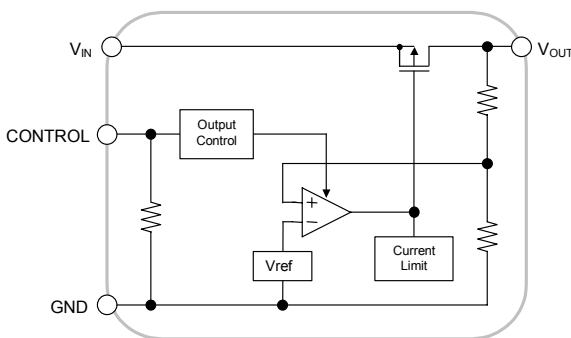 VIN
VOUT
CONTROL
Output
Control
+
−
Vref
Current
Limit
GND